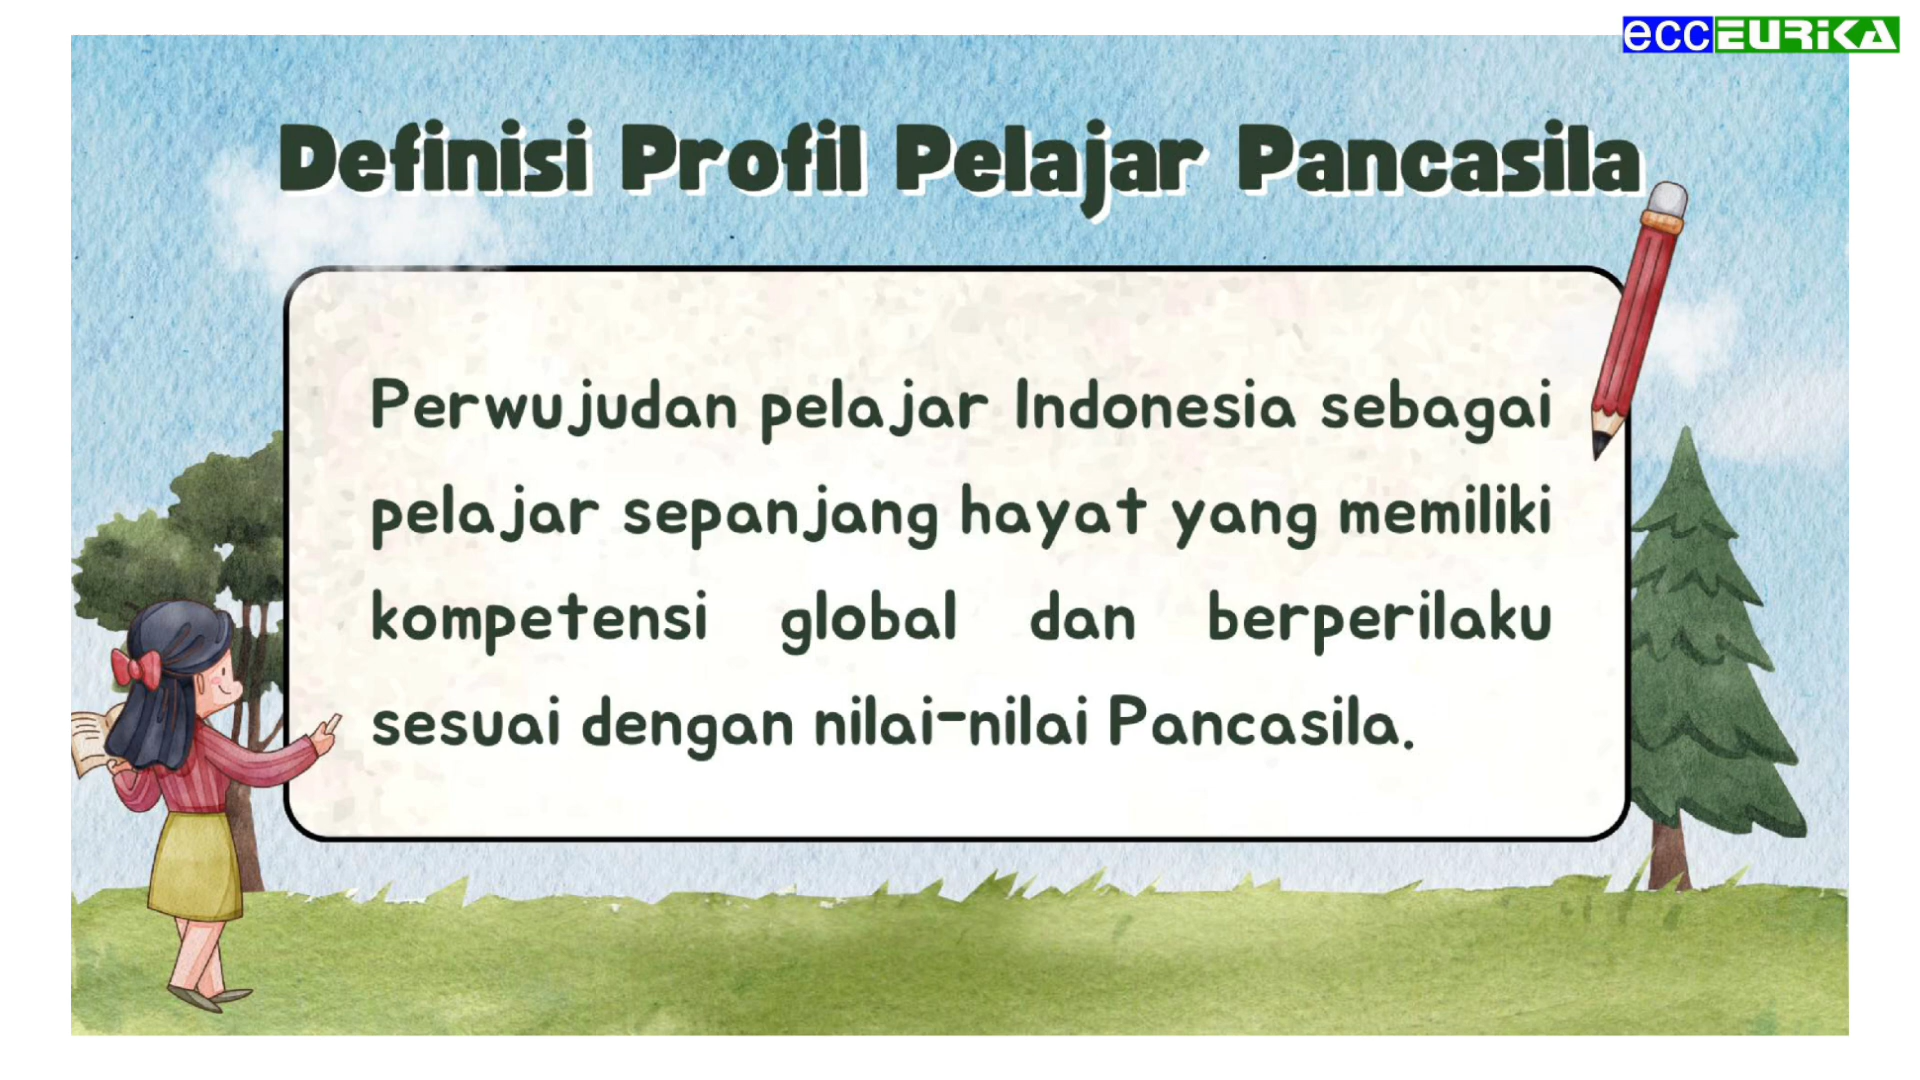 eccEURiKA
Definisi Profil Pelajar Pancasila
Perwujudan pelajar Indonesia sebagai
pelajar sepanjang hayat yang memiliki
kompetensi global dan berperilaku
sesuai dengan nilai-nilai Pancasila.